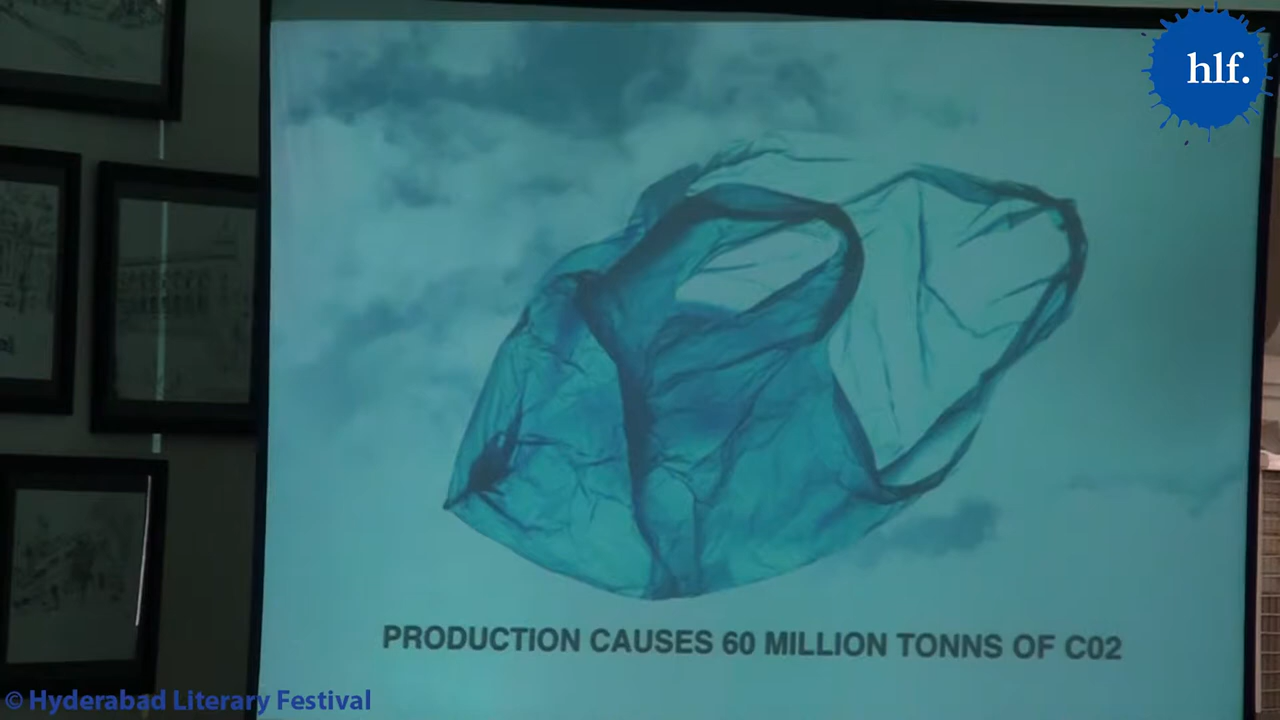 hlf.
PRODUCTION CAUSES 60 MILLION TONNS OF C02
© Hyderabad Literary Festival